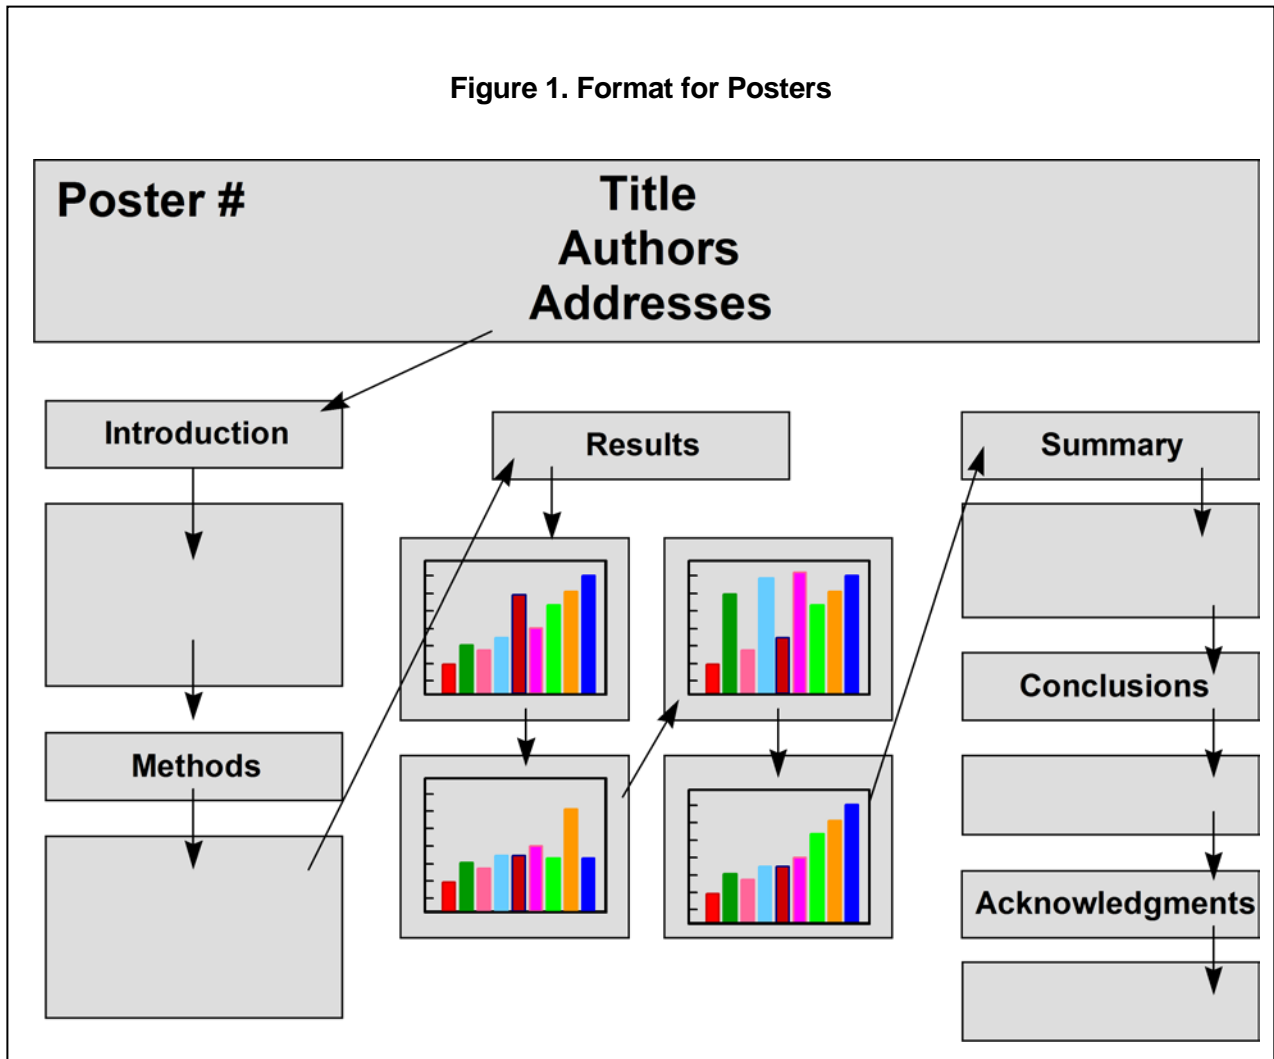 Figure 1. Format for Posters
Poster #
Title
Authors
Addresses
Introduction
Methods
Results
Summary
Conclusions
Acknowledgments